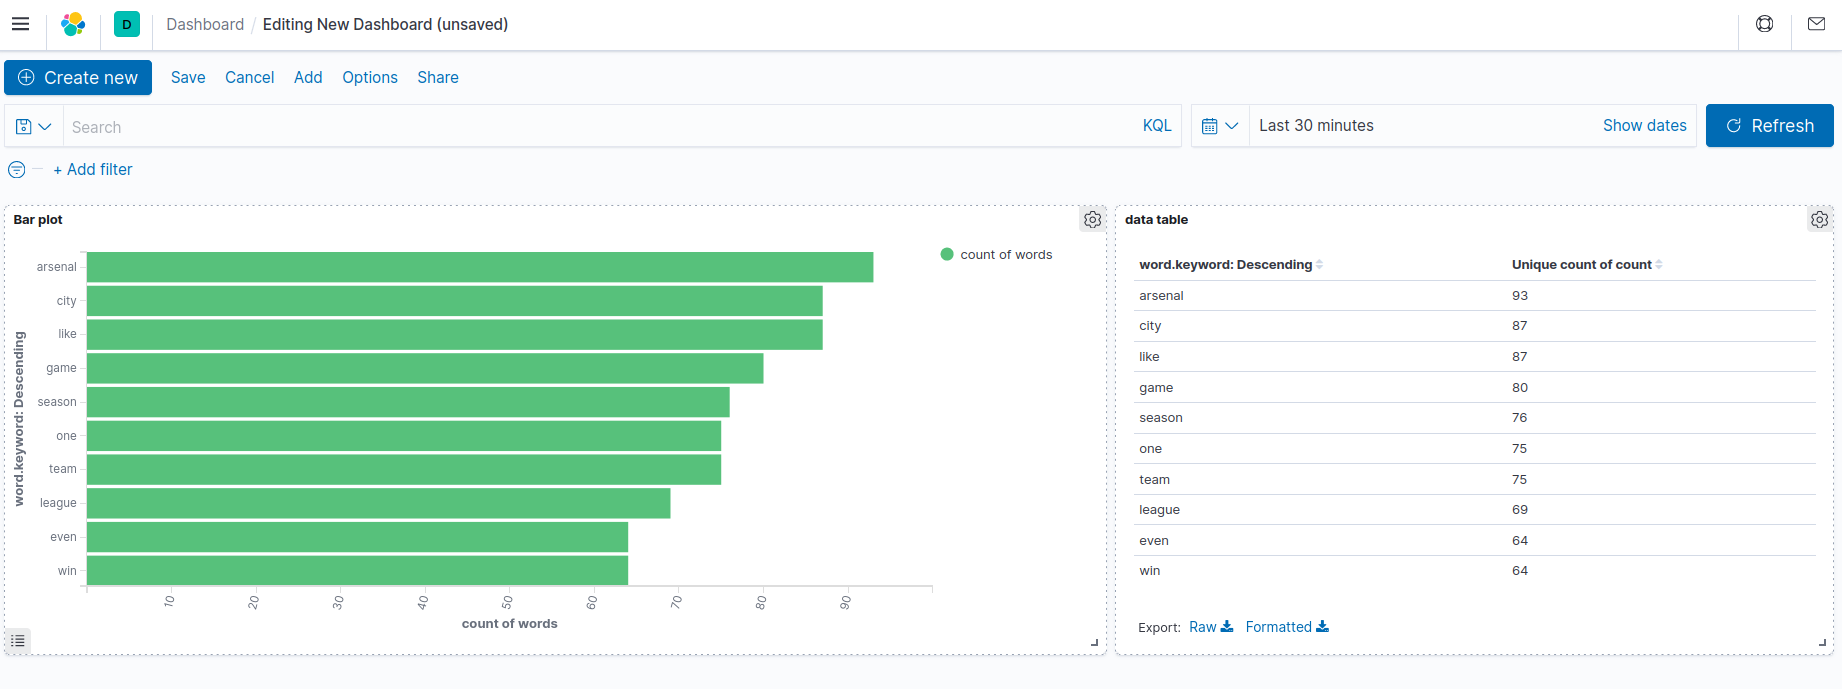 D Dashboard / Editing New Dashboard (unsaved)
Create new Save Cancel Add Options Share
Search KQL Last 30 minutes Show dates Refresh
+ Add filter
Bar plot
word.keyword: Descending
arsenal
city
like
game
season
one
team
league
even
win
10 20 30 40 50 60 70 80 90
count of words
count of words
data table
word.keyword: Descending Unique count of count
arsenal 93
city 87
like 87
game 80
season 76
one 75
team 75
league 69
even 64
win 64
Export: Raw Formatted